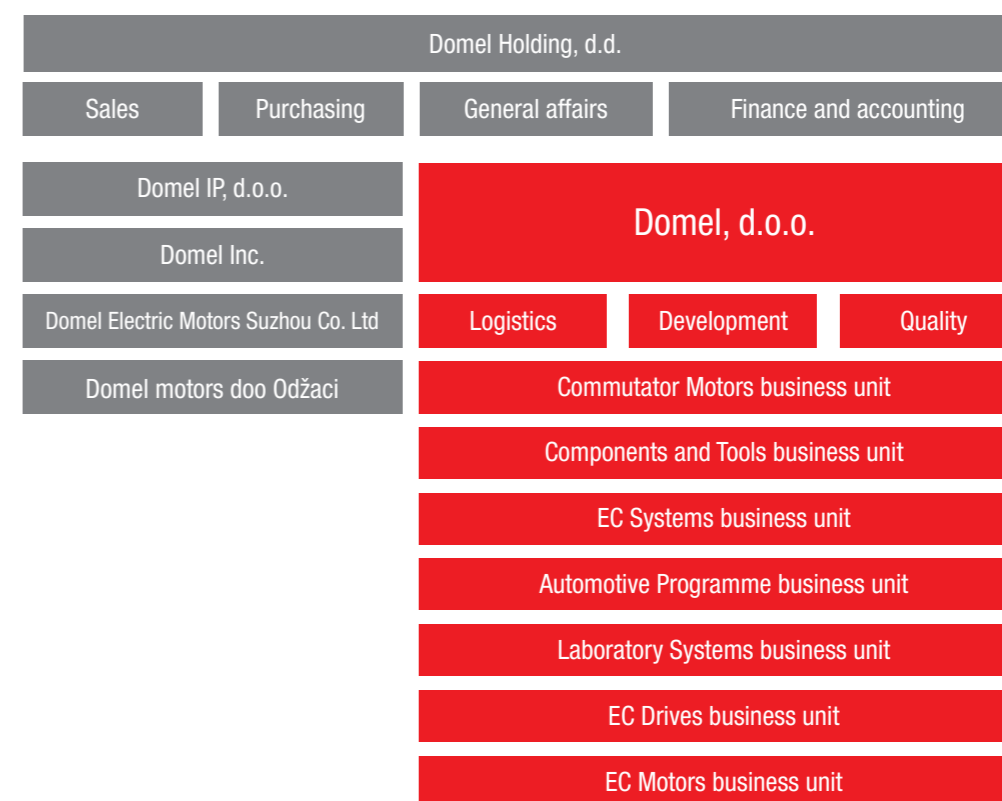 Domel Holding, d.d.
Sales
Purchasing
General affairs
Finance and accounting
Domel IP, d.o.o.
Domel Inc.
Domel Electric Motors Suzhou Co. Ltd
Domel motors doo Odžaci
Domel, d.o.o.
Logistics
Development
Quality
Commutator Motors business unit
Components and Tools business unit
EC Systems business unit
Automotive Programme business unit
Laboratory Systems business unit
EC Drives business unit
EC Motors business unit